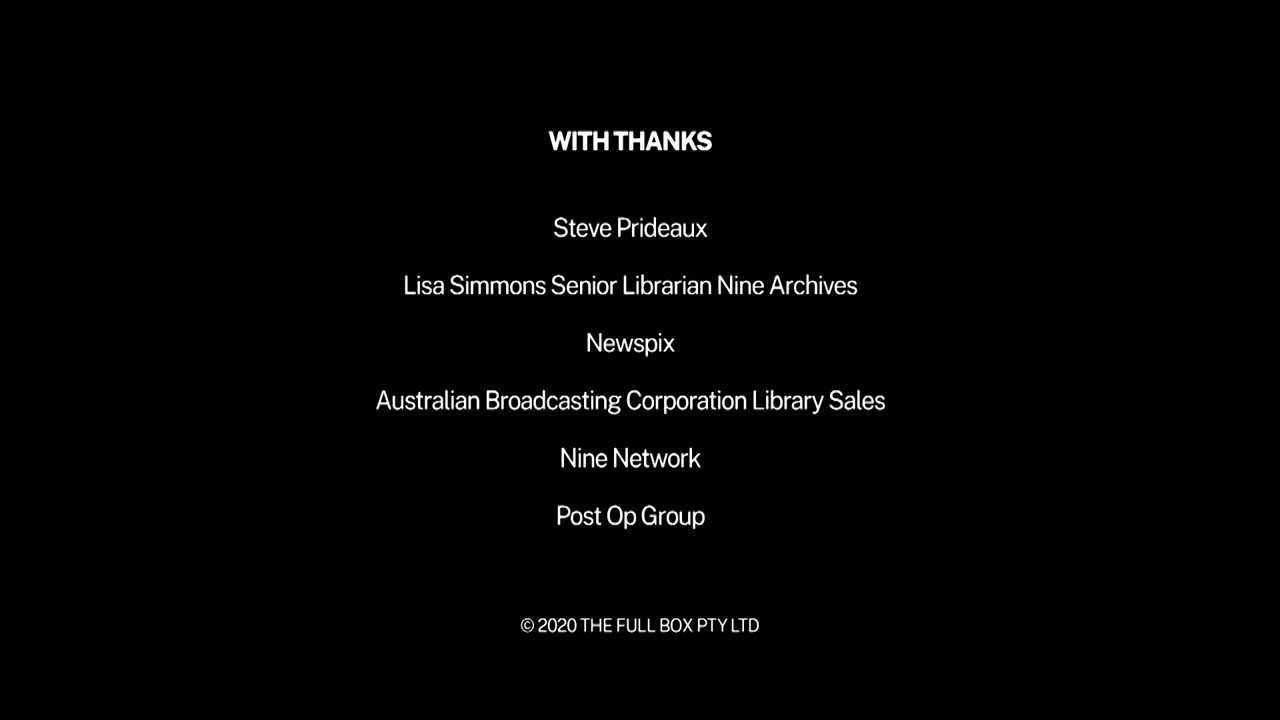 WITH THANKS
Steve Prideaux
Lisa Simmons Senior Librarian Nine Archives
Newspix
Australian Broadcasting Corporation Library Sales
Nine Network
Post Op Group
© 2020 THE FULL BOX PTY LTD